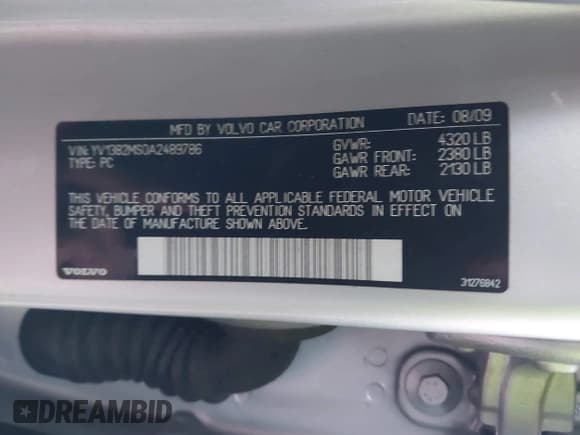 MFD BY VOLVO CAR CORPORATION DATE: 08/09
VIN: YV1382MS0A2489786 GVWR: 4320 LB
TYPE: PC GAWR FRONT: 2380 LB
GAWR REAR: 2130 LB
THIS VEHICLE CONFORMS TO ALL APPLICABLE FEDERAL MOTOR VEHICLE
SAFETY, BUMPER AND THEFT PREVENTION STANDARDS IN EFFECT ON
THE DATE OF MANUFACTURE SHOWN ABOVE.
VOLVO 31276842
DREAMBID